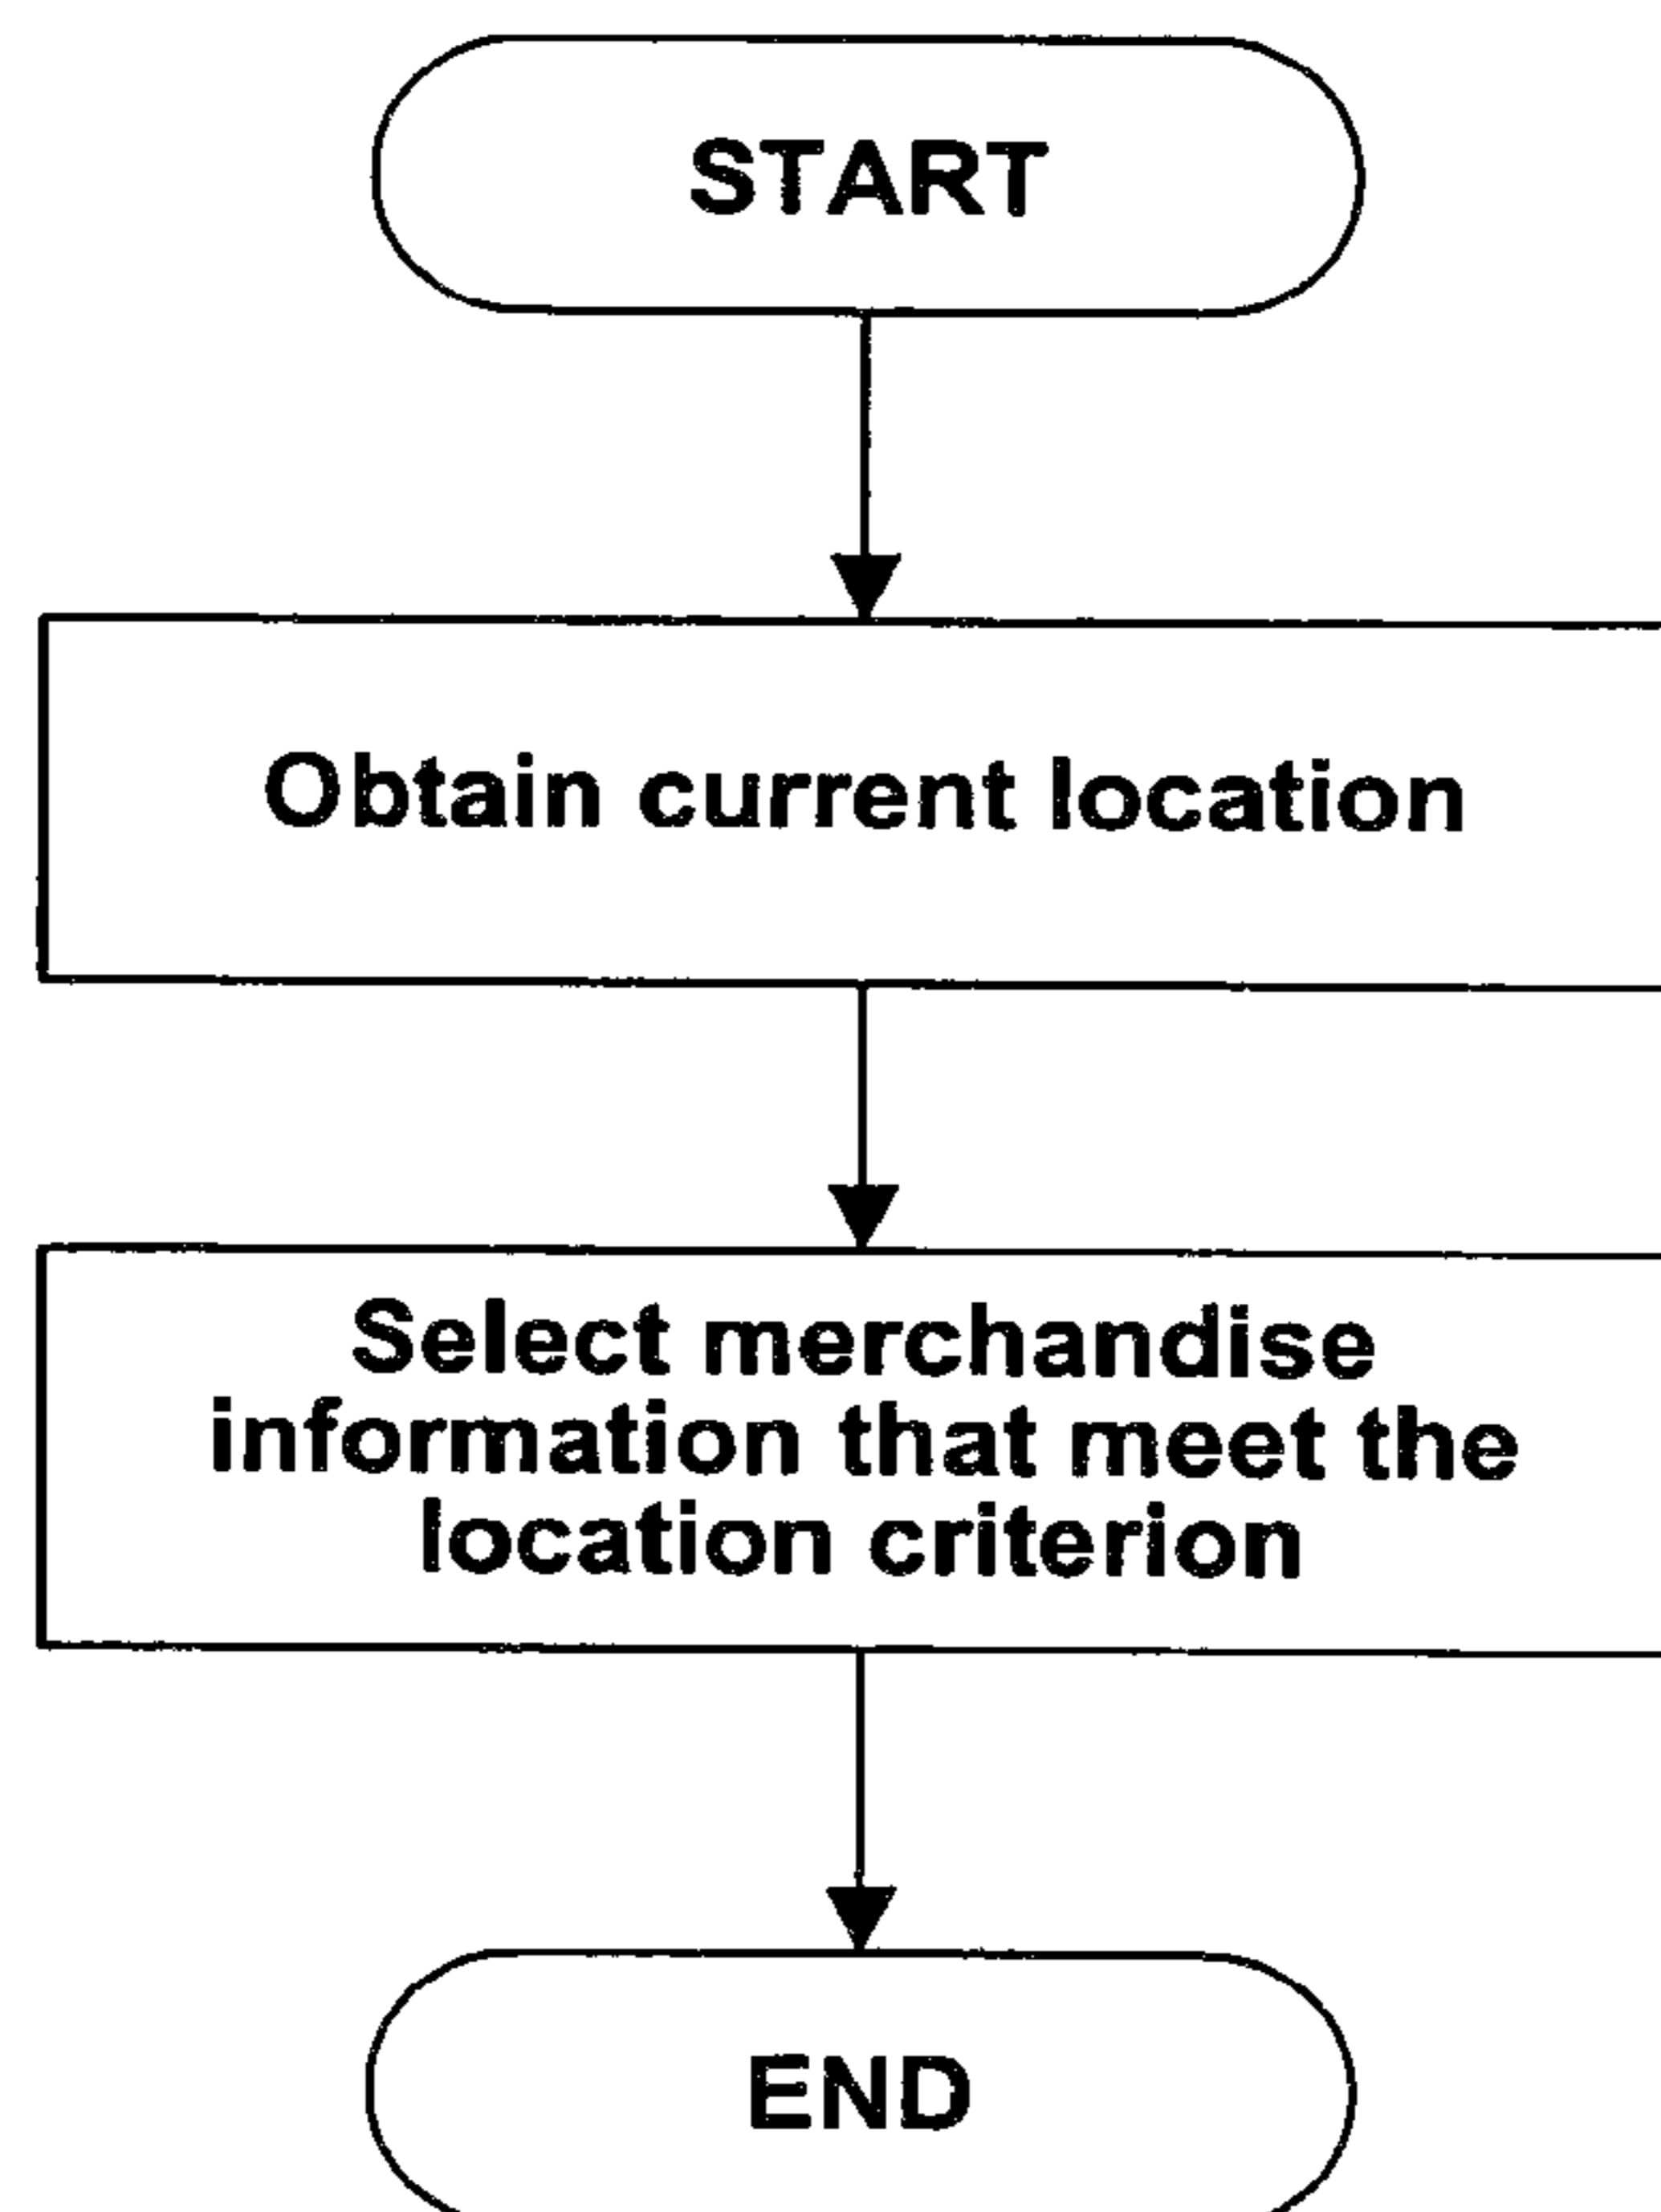 START
Obtain current location
Select merchandise
information that meet the
location criterion
END